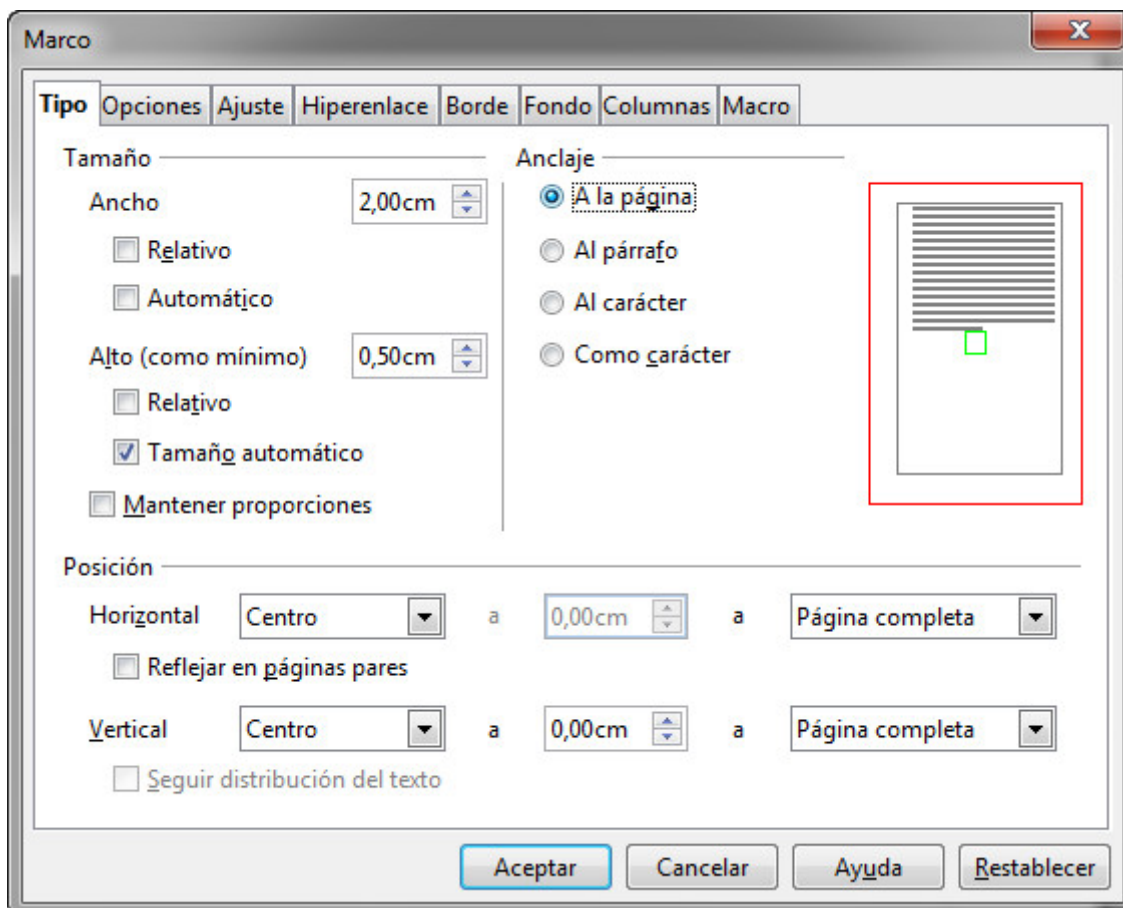 Marco
Tipo Opciones Ajuste Hiperenlace Borde Fondo Columnas Macro
Tamaño
Ancho 2,00cm
Relativo
Automático
Alto (como mínimo) 0,50cm
Relativo
Tamaño automático
Mantener proporciones
Anclaje
A la página
Al párrafo
Al carácter
Como carácter
Posición
Horizontal Centro a 0,00cm a Página completa
Reflejar en páginas pares
Vertical Centro a 0,00cm a Página completa
Seguir distribución del texto
Aceptar Cancelar Ayuda Restablecer